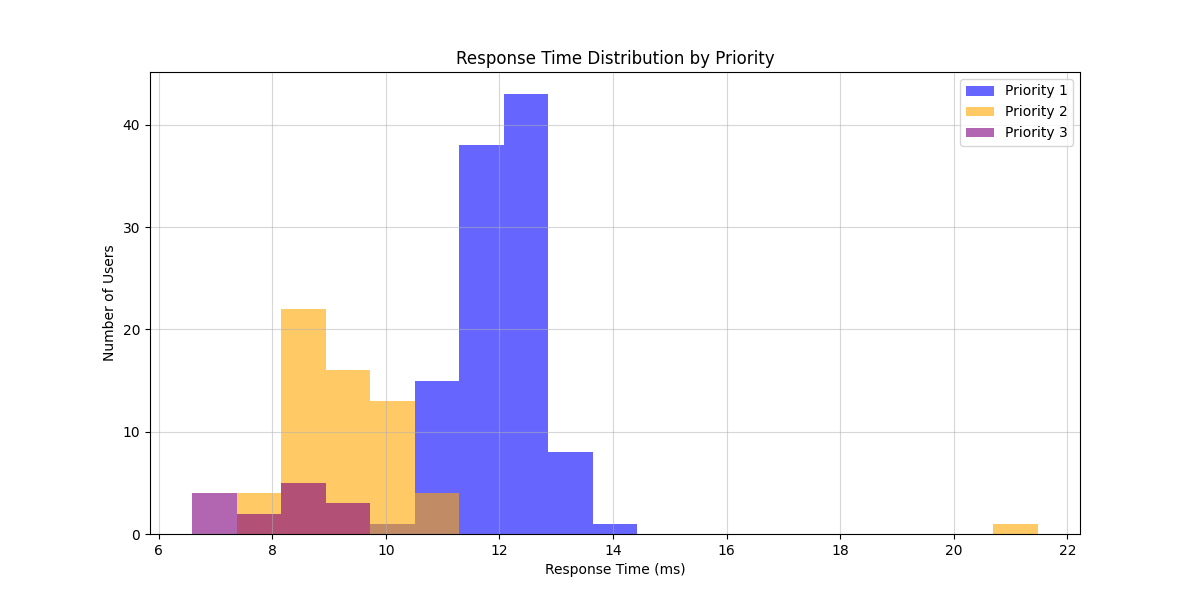 Response Time Distribution by Priority
Priority 1
Priority 2
Priority 3
40
30
20
10
0
Number of Users
6 8 10 12 14 16 18 20 22
Response Time (ms)